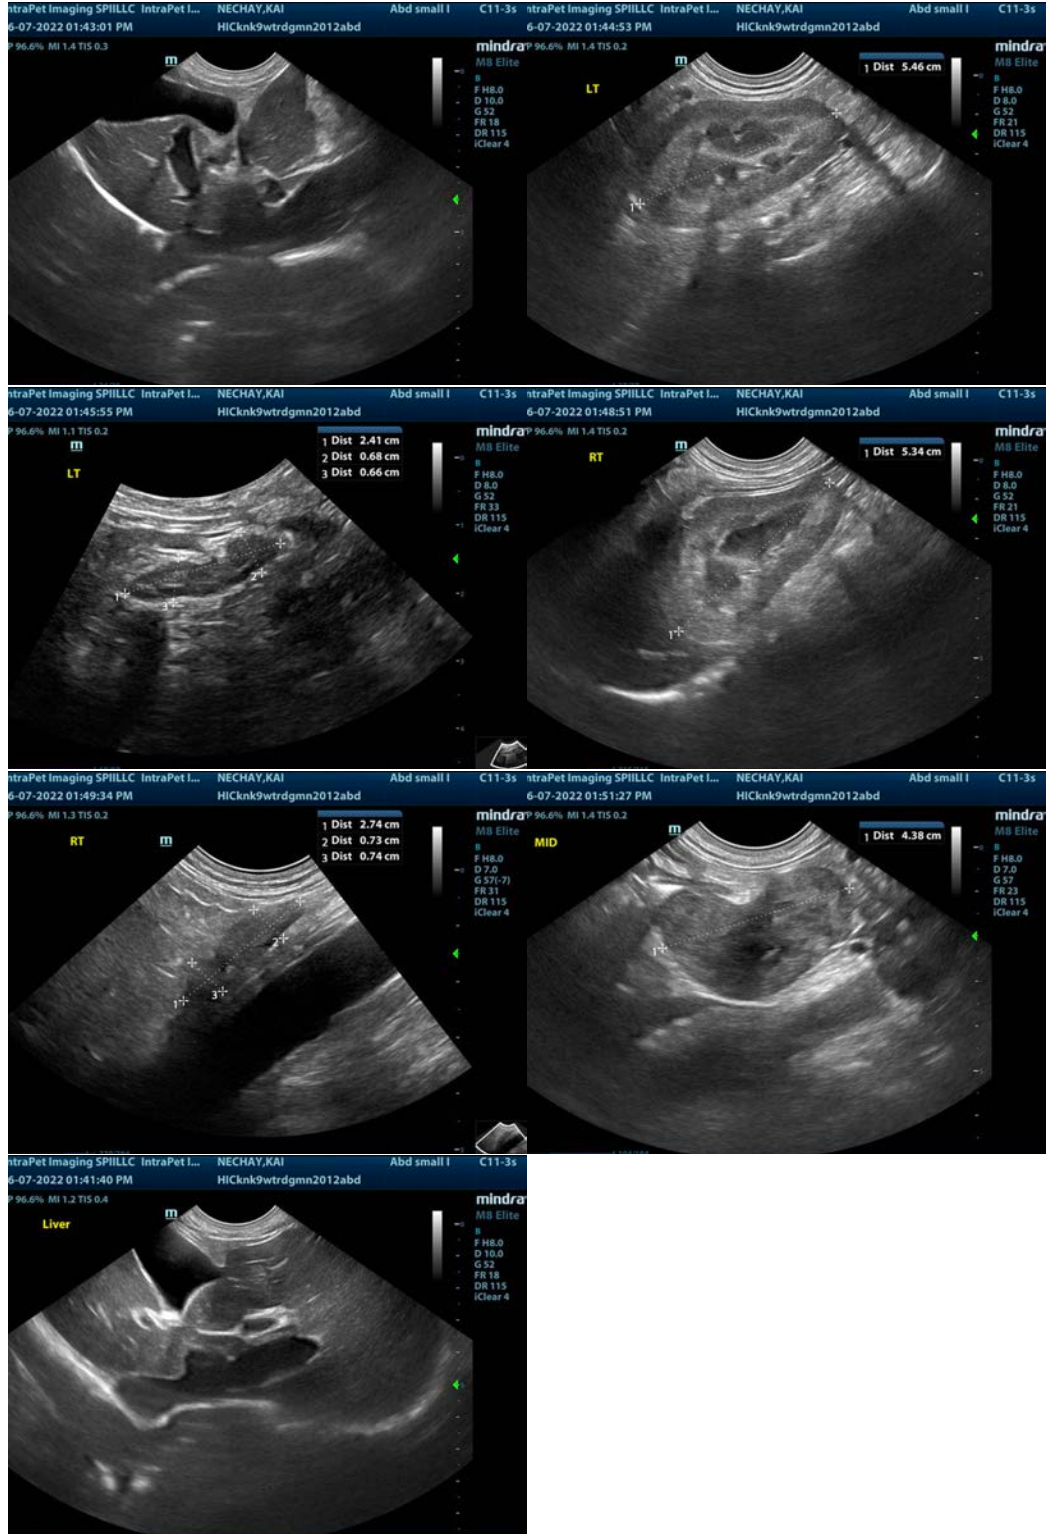 ntraPet Imaging SPIILLC IntraPet I... NECHAY,KAI Abd small I C11-3s
6-07-2022 01:43:01 PM HICknk9wtrdgmn2012abd
P 96.6% MI 1.4 TIS 0.3
mindra
M8 Elite
m
B
F H8.0
D 10.0
G 52
FR 18
DR 115
iClear 4
ntraPet Imaging SPIILLC IntraPet I... NECHAY,KAI Abd small I C11-3s
6-07-2022 01:44:53 PM HICknk9wtrdgmn2012abd
P 96.6% MI 1.4 TIS 0.2
1 Dist 5.46 cm
mindra
M8 Elite
m
LT
B
F H8.0
D 8.0
G 52
FR 21
DR 115
iClear 4
1
ntraPet Imaging SPIILLC IntraPet I... NECHAY,KAI Abd small I C11-3s
6-07-2022 01:45:55 PM HICknk9wtrdgmn2012abd
P 96.6% MI 1.1 TIS 0.2
1 Dist 2.41 cm
2 Dist 0.68 cm
3 Dist 0.66 cm
mindra
M8 Elite
m
LT
B
F H8.0
D 8.0
G 52
FR 33
DR 115
iClear 4
2
1
3
ntraPet Imaging SPIILLC IntraPet I... NECHAY,KAI Abd small I C11-3s
6-07-2022 01:48:51 PM HICknk9wtrdgmn2012abd
P 96.6% MI 1.4 TIS 0.2
1 Dist 5.34 cm
mindra
M8 Elite
m
RT
B
F H8.0
D 8.0
G 52
FR 21
DR 115
iClear 4
1
ntraPet Imaging SPIILLC IntraPet I... NECHAY,KAI Abd small I C11-3s
6-07-2022 01:49:34 PM HICknk9wtrdgmn2012abd
P 96.6% MI 1.3 TIS 0.2
1 Dist 2.74 cm
2 Dist 0.73 cm
3 Dist 0.74 cm
mindra
M8 Elite
RT
m
B
F H8.0
D 7.0
G 57(-7)
FR 31
DR 115
iClear 4
2
1
3
ntraPet Imaging SPIILLC IntraPet I... NECHAY,KAI Abd small I C11-3s
6-07-2022 01:51:27 PM HICknk9wtrdgmn2012abd
P 96.6% MI 1.4 TIS 0.2
1 Dist 4.38 cm
mindra
M8 Elite
m
MID
B
F H8.0
D 7.0
G 57
FR 23
DR 115
iClear 4
1
ntraPet Imaging SPIILLC IntraPet I... NECHAY,KAI Abd small I C11-3s
6-07-2022 01:41:40 PM HICknk9wtrdgmn2012abd
P 96.6% MI 1.2 TIS 0.4
mindra
M8 Elite
m
Liver
B
F H8.0
D 10.0
G 52
FR 18
DR 115
iClear 4